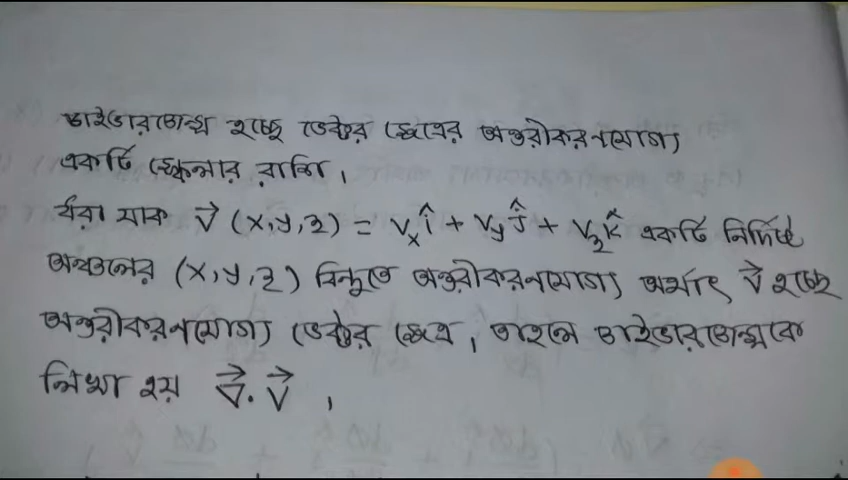 ডাইভারজেন্স হচ্ছে ভেক্টর ক্ষেত্রের অন্তরীকরণযোগ্য
একটি স্কেলার রাশি।
ধরা যাক V⃗ (x,y,z) = Vₓî + Vyĵ + V_zk̂ একটি নির্দিষ্ট
অঞ্চলের (x,y,z) বিন্দুতে অন্তরীকরণযোগ্য অর্থাৎ V⃗ হচ্ছে
অন্তরীকরণযোগ্য ভেক্টর ক্ষেত্র, তাহলে ডাইভারজেন্সকে
লিখা হয় ∇⃗.V⃗ ,